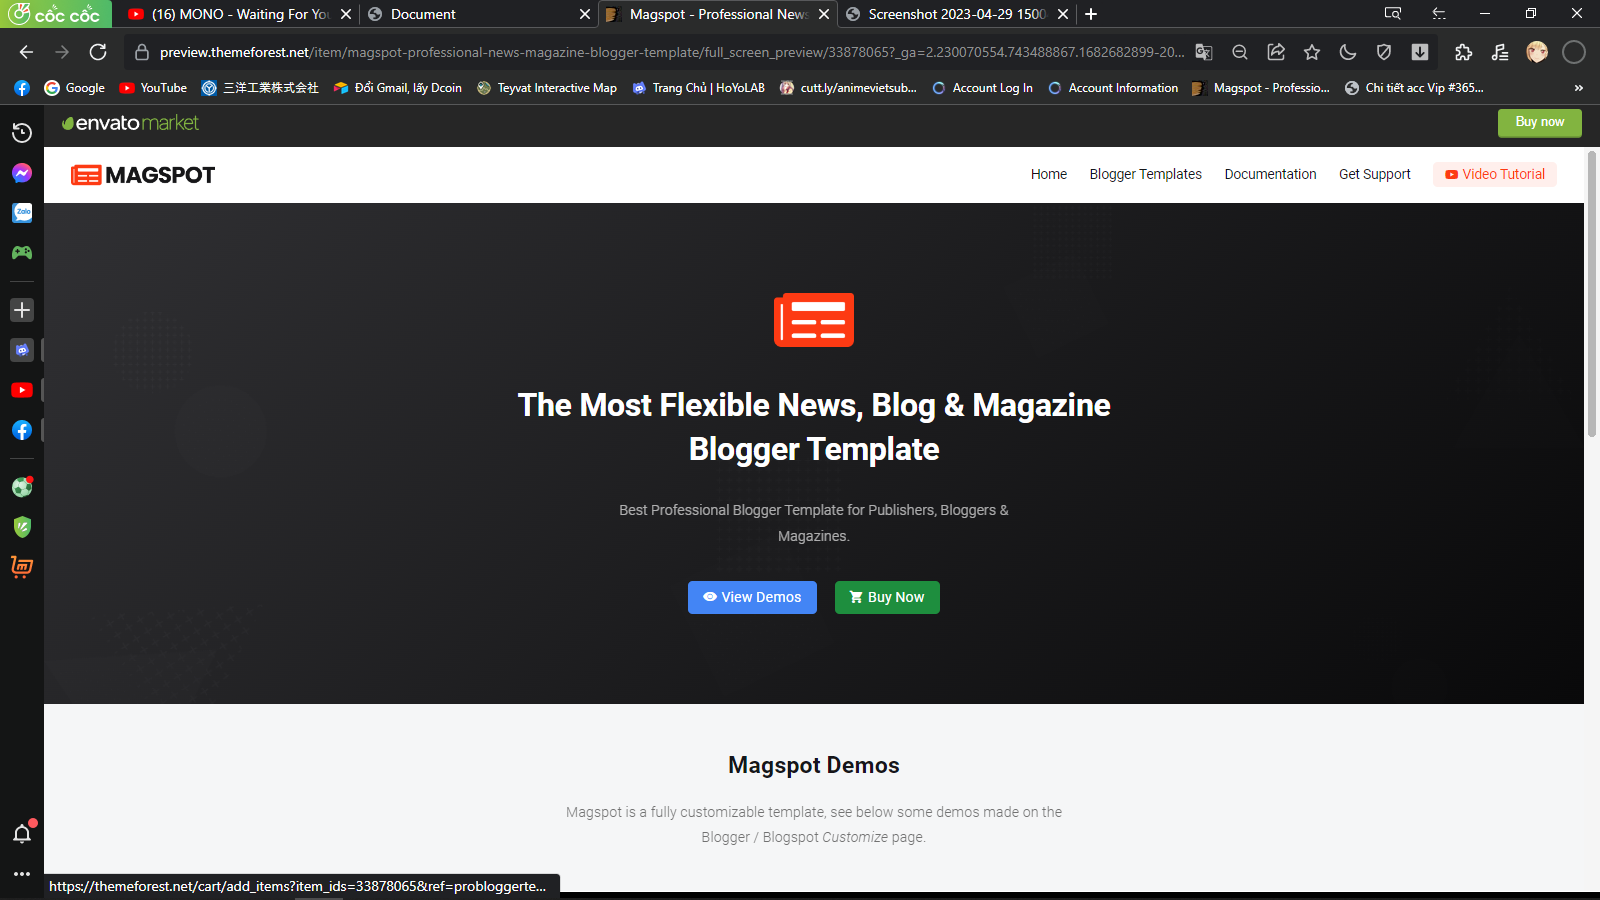 cốc cốc
(16) MONO - Waiting For You
Document
Magspot - Professional News
Screenshot 2023-04-29 1500
preview.themeforest.net/item/magspot-professional-news-magazine-blogger-template/full_screen_preview/33878065?_ga=2.230070554.743488867.1682682899-20...
Google
YouTube
三洋工業株式会社
Đổi Gmail, lấy Dcoin
Teyvat Interactive Map
Trang Chủ | HoYoLAB
cutt.ly/animevietsub...
Account Log In
Account Information
Magspot - Professio...
Chi tiết acc Vip #365...
»
envatomarket
Buy now
Zalo
MAGSPOT
Home
Blogger Templates
Documentation
Get Support
Video Tutorial
The Most Flexible News, Blog & Magazine
Blogger Template
Best Professional Blogger Template for Publishers, Bloggers &
Magazines.
View Demos
Buy Now
Magspot Demos
Magspot is a fully customizable template, see below some demos made on the
Blogger / Blogspot Customize page.
https://themeforest.net/cart/add_items?item_ids=33878065&ref=probloggerte...